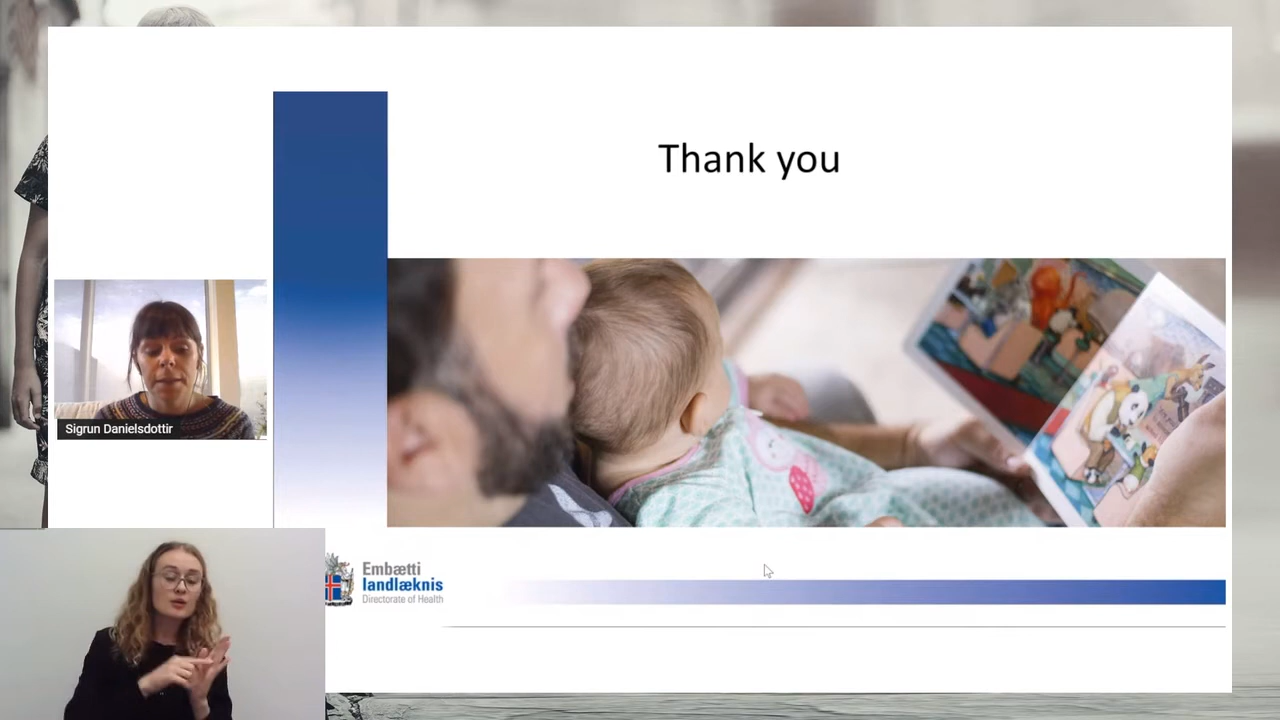 Thank you
Sigrun Danielsdottir
Embætti
landlæknis
Directorate of Health